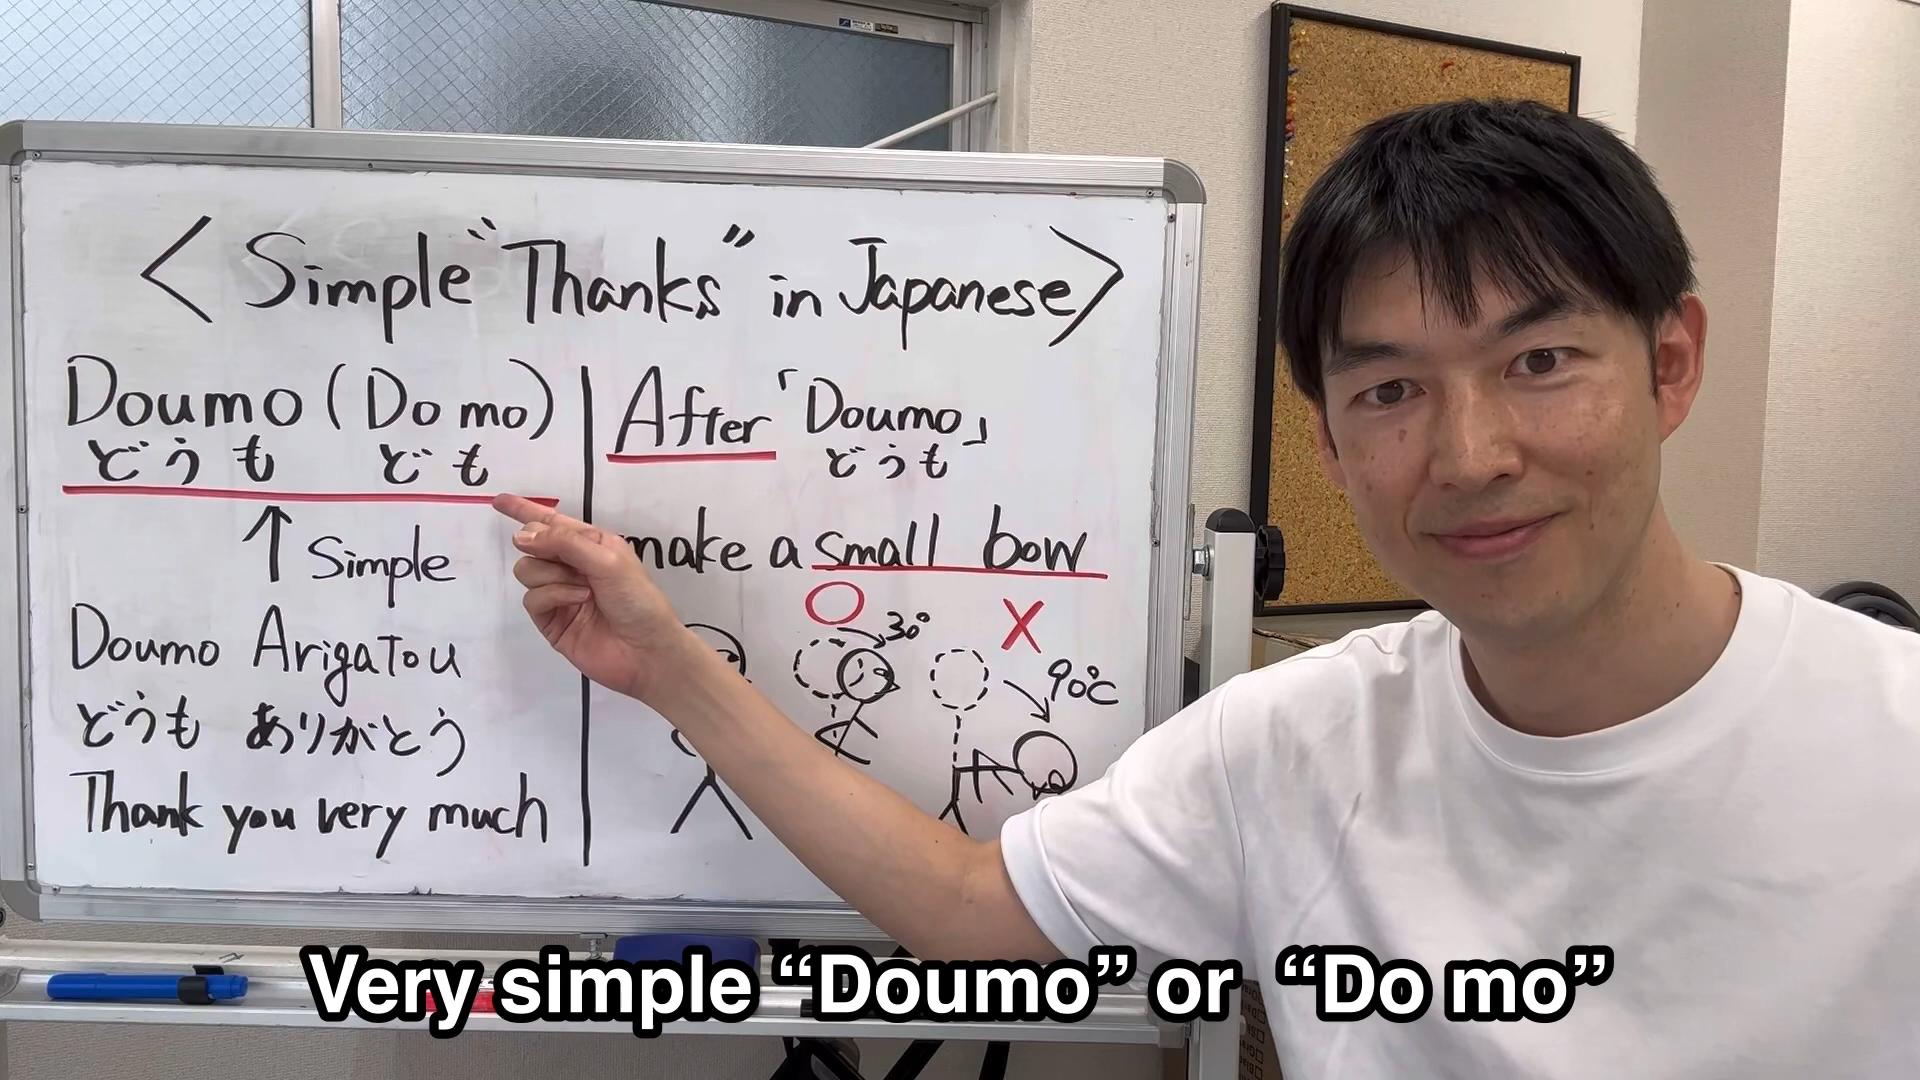 < Simple "Thanks" in Japanese >
Doumo (Do mo)
どうも ども
↑ Simple
Doumo Arigatou
どうも ありがとう
Thank you very much
After 「Doumo」
どうも
make a small bow
○ X
30° 90℃
Very simple “Doumo” or “Do mo”